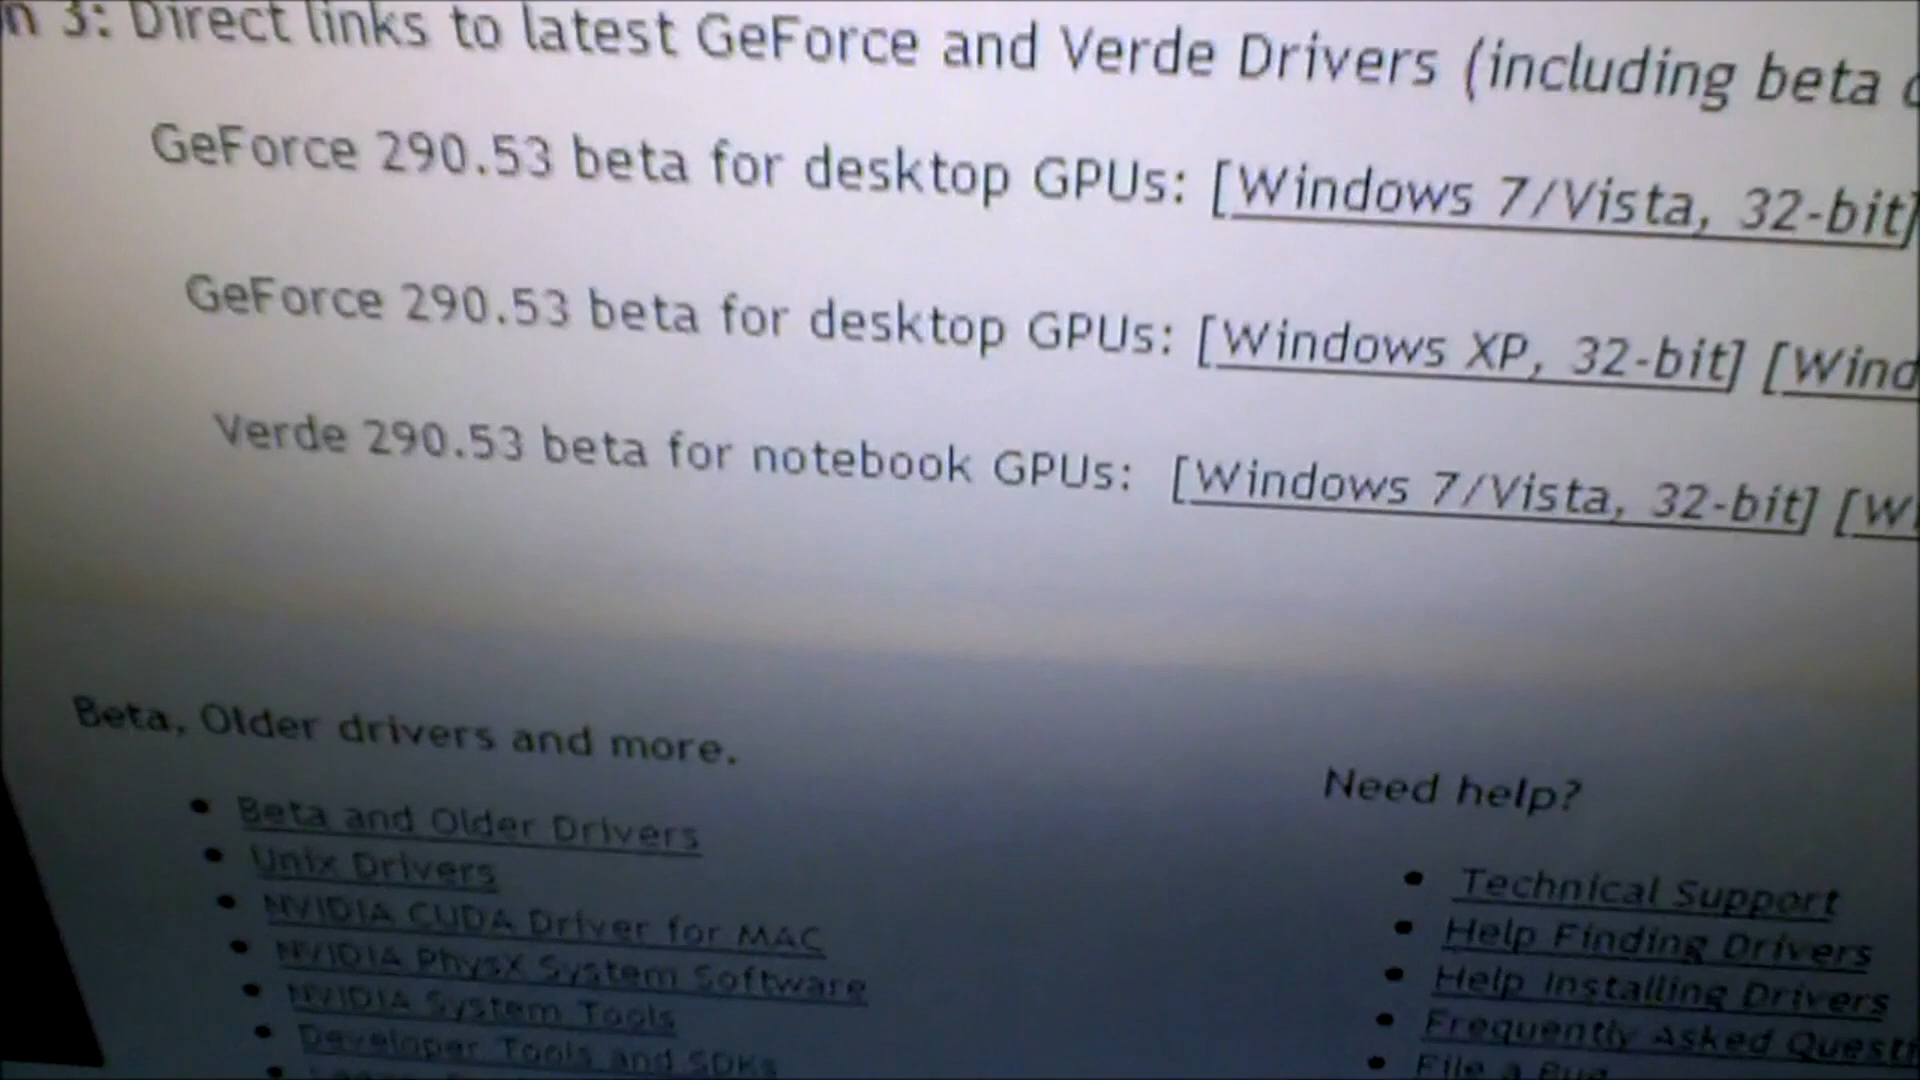 n 3: Direct links to latest GeForce and Verde Drivers (including beta
GeForce 290.53 beta for desktop GPUs: [Windows 7/Vista, 32-bit]
GeForce 290.53 beta for desktop GPUs: [Windows XP, 32-bit] [Wind
Verde 290.53 beta for notebook GPUs: [Windows 7/Vista, 32-bit] [Wi
Beta, Older drivers and more.
• Beta and Older Drivers
• Unix Drivers
• NVIDIA CUDA Driver for MAC
• NVIDIA PhysX System Software
• NVIDIA System Tools
• Developer Tools and SDKs
Need help?
• Technical Support
• Help Finding Drivers
• Help Installing Drivers
• Frequently Asked Questi
• File a Bug